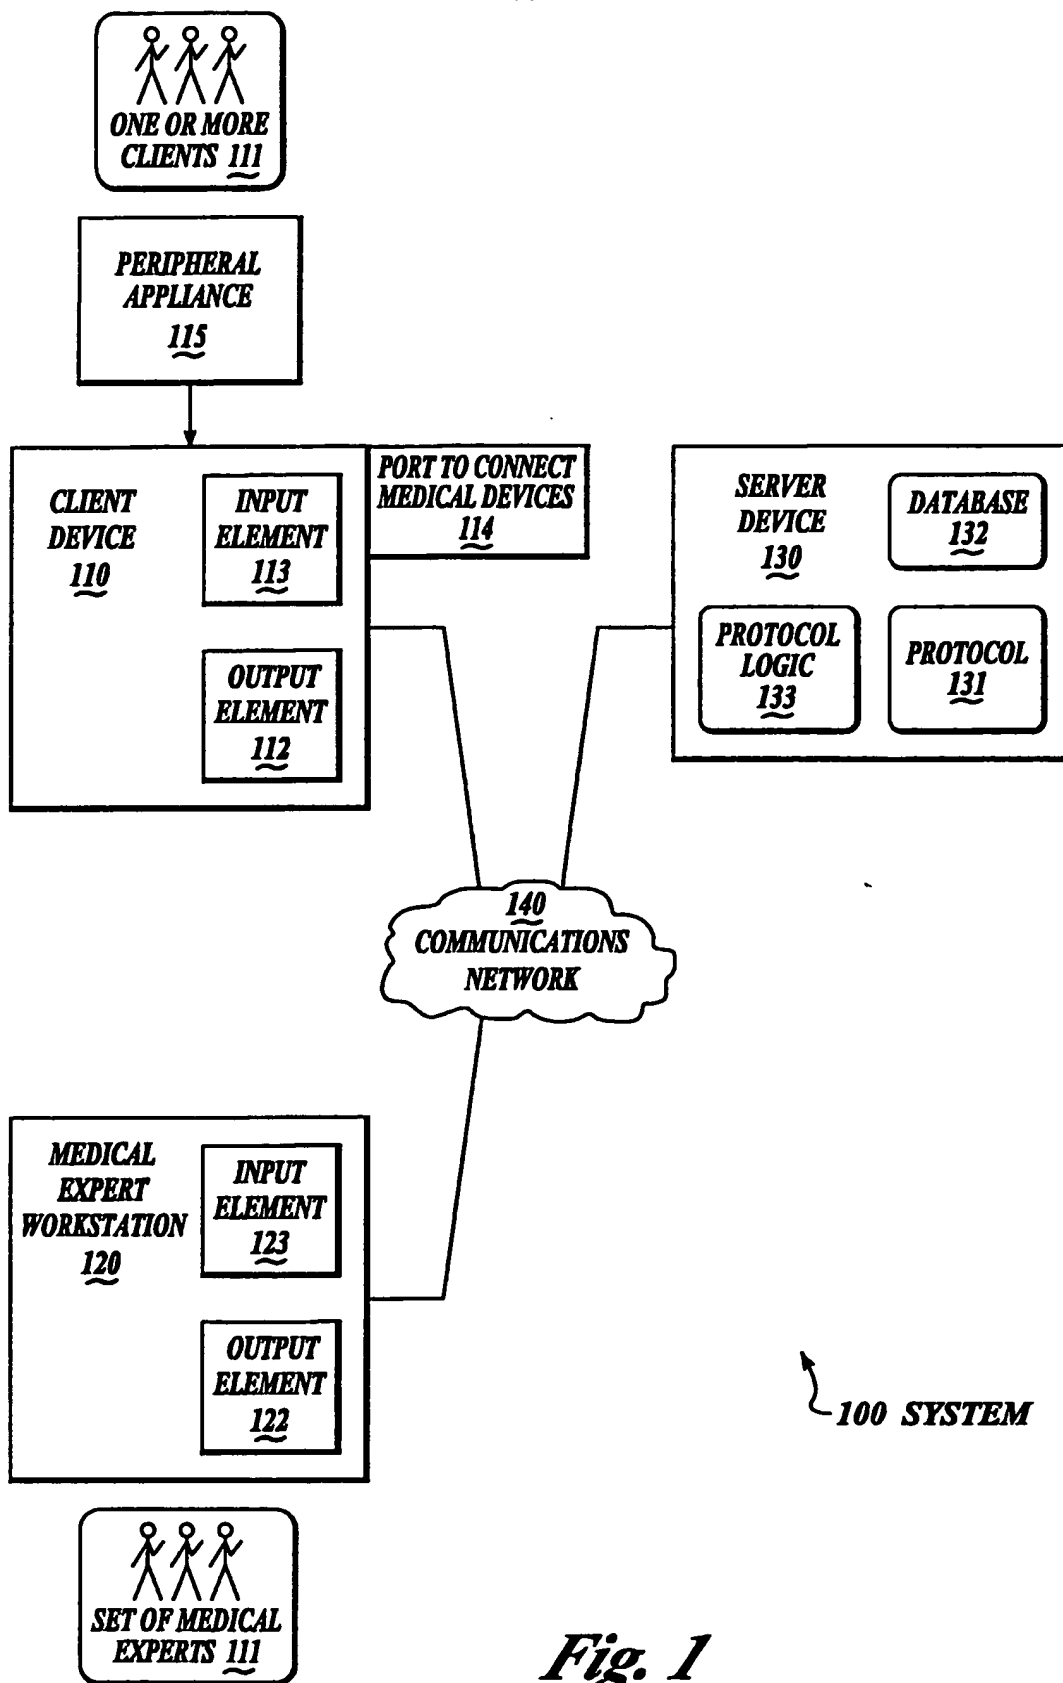 ONE OR MORE
CLIENTS 111
PERIPHERAL
APPLIANCE
115
CLIENT
DEVICE
110
INPUT
ELEMENT
113
OUTPUT
ELEMENT
112
PORT TO CONNECT
MEDICAL DEVICES
114
SERVER
DEVICE
130
DATABASE
132
PROTOCOL
LOGIC
133
PROTOCOL
131
140
COMMUNICATIONS
NETWORK
MEDICAL
EXPERT
WORKSTATION
120
INPUT
ELEMENT
123
OUTPUT
ELEMENT
122
100 SYSTEM
SET OF MEDICAL
EXPERTS 111
Fig. 1